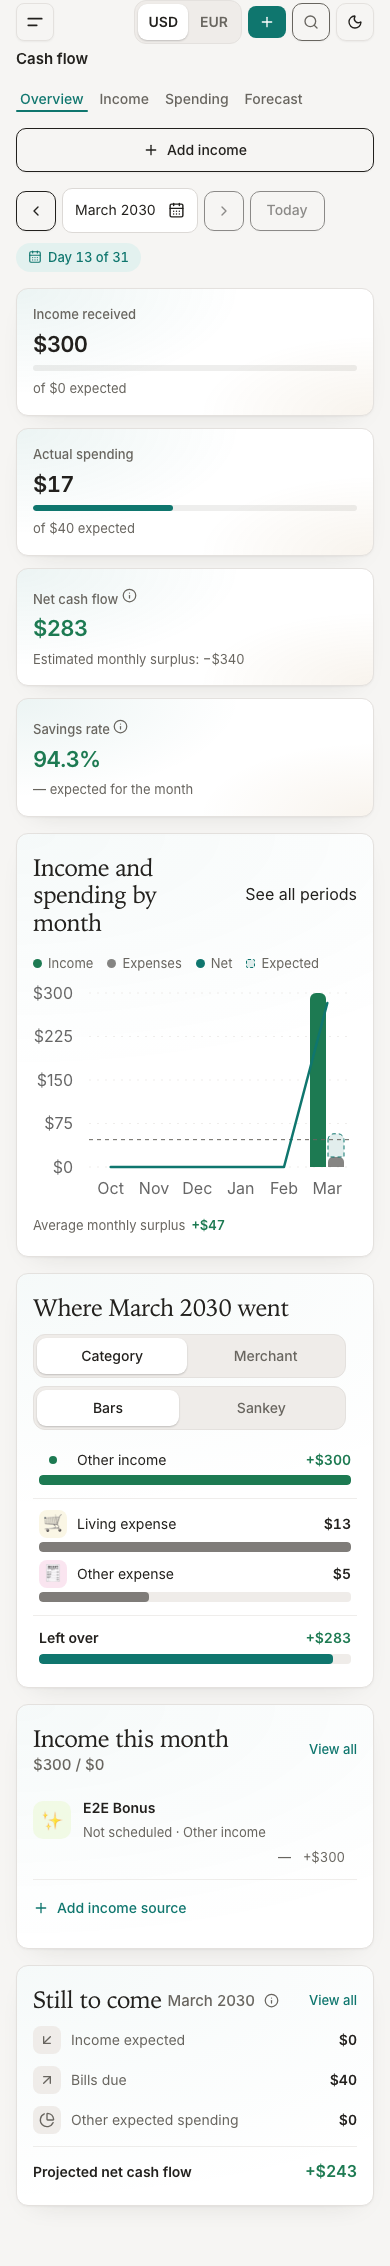 USD EUR
Cash flow
Overview Income Spending Forecast
Add income
March 2030 Today
Day 13 of 31
Income received
$300
of $0 expected
Actual spending
$17
of $40 expected
Net cash flow
$283
Estimated monthly surplus: −$340
Savings rate
94.3%
— expected for the month
Income and
spending by
month
See all periods
Income Expenses Net Expected
$300
$225
$150
$75
$0
Oct Nov Dec Jan Feb Mar
Average monthly surplus +$47
Where March 2030 went
Category Merchant
Bars Sankey
Other income +$300
Living expense $13
Other expense $5
Left over +$283
Income this month
$300 / $0
View all
E2E Bonus
Not scheduled · Other income
— +$300
Add income source
Still to come March 2030 View all
Income expected $0
Bills due $40
Other expected spending $0
Projected net cash flow +$243